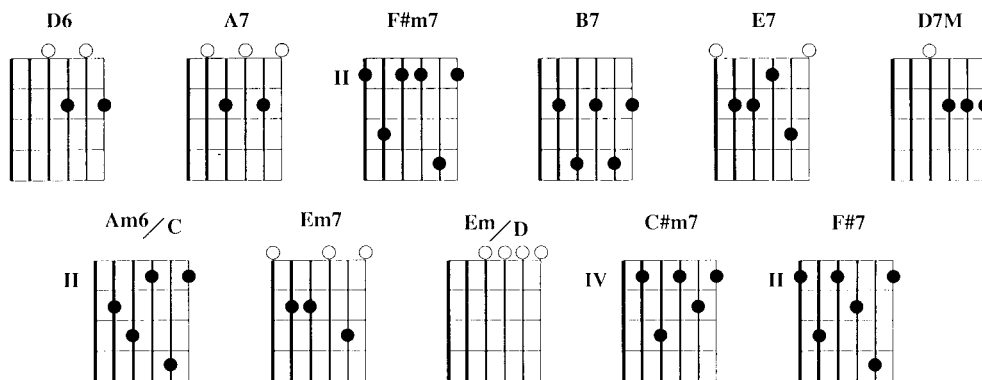 D6 A7 F#m7 B7 E7 D7M
II
Am6/C Em7 Em/D C#m7 F#7
II IV II